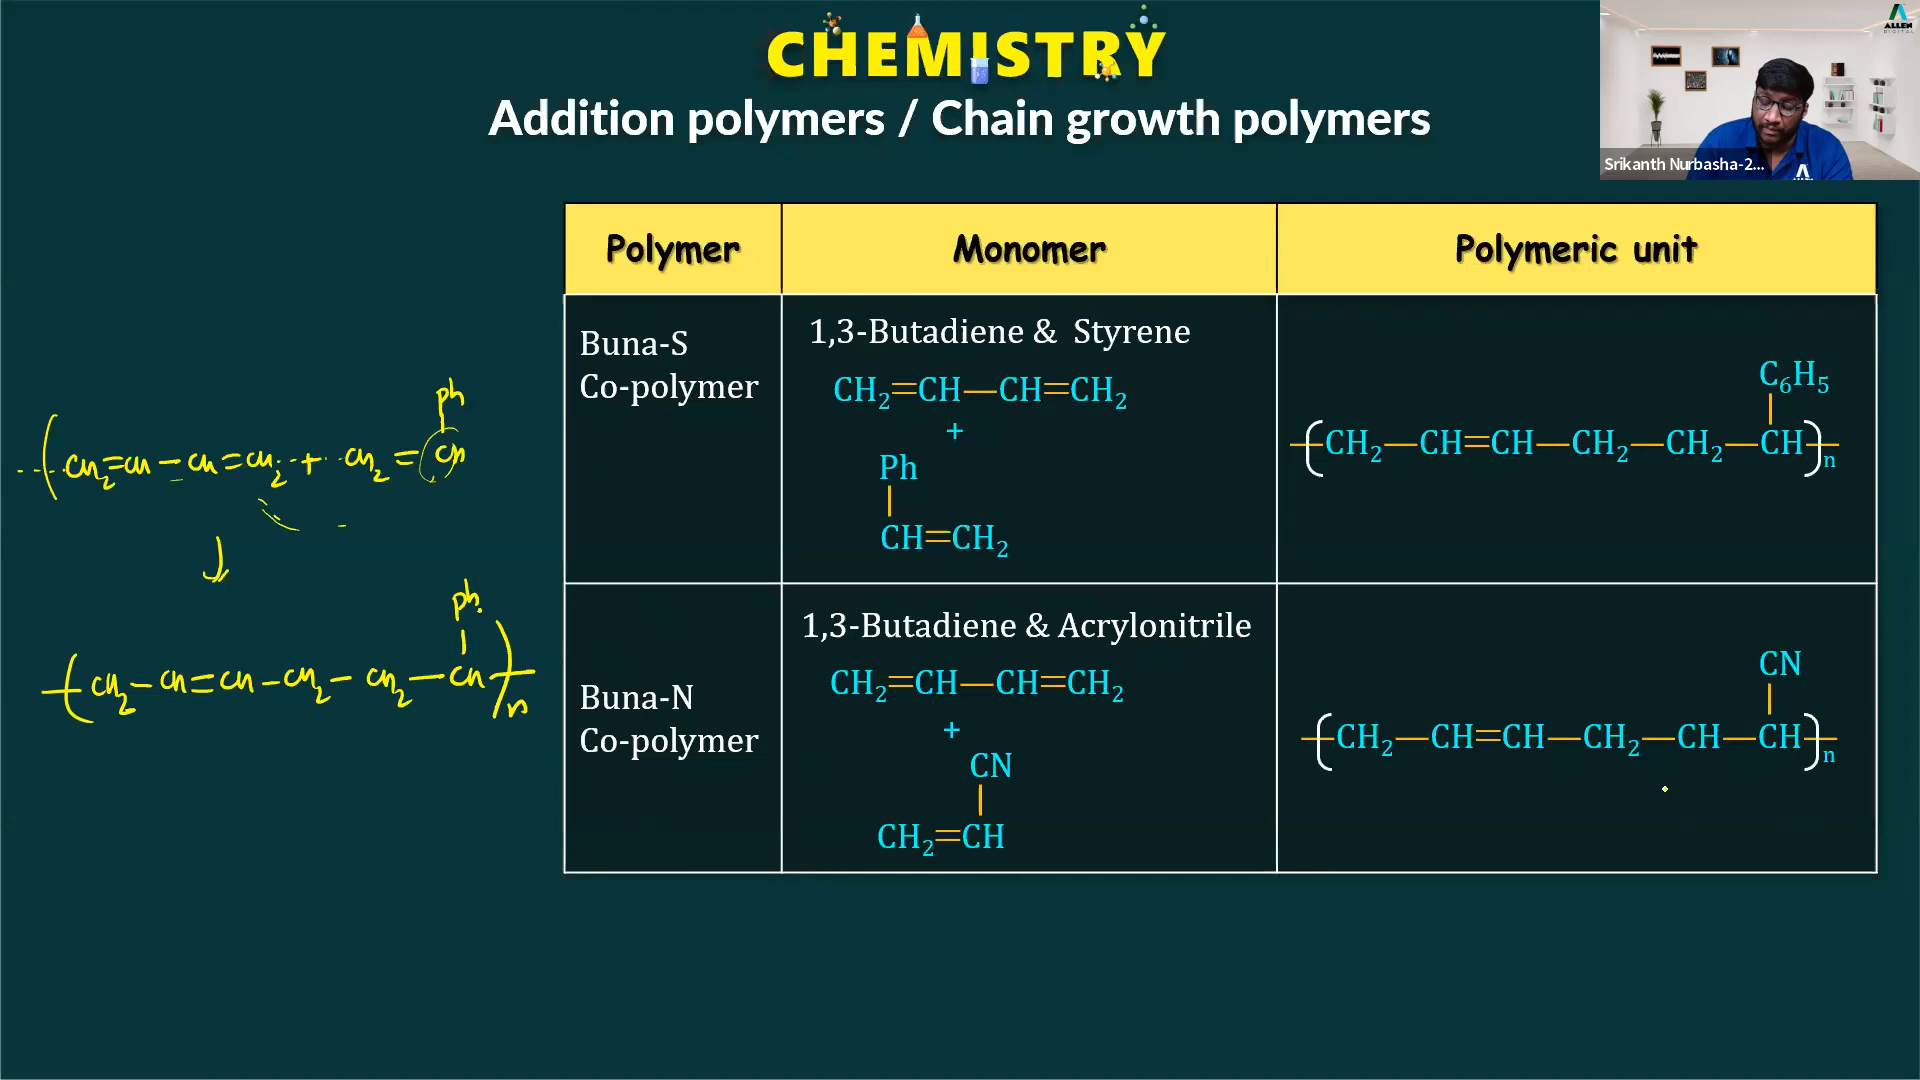 CHEMISTRY
Addition polymers / Chain growth polymers
ALLEN
DIGITAL
Srikanth Nurbasha-2...
Polymer Monomer Polymeric unit
Buna-S
Co-polymer
1,3-Butadiene & Styrene
CH₂=CH—CH=CH₂
+
Ph
CH=CH₂
C₆H₅
—(CH₂—CH=CH—CH₂—CH₂—CH)—n
Buna-N
Co-polymer
1,3-Butadiene & Acrylonitrile
CH₂=CH—CH=CH₂
+
CN
CH₂=CH
CN
—(CH₂—CH=CH—CH₂—CH—CH)—n
ph
(CH₂=CH–CH=CH₂ + CH₂=CH
ph
—(CH₂–CH=CH–CH₂–CH₂–CH)—n